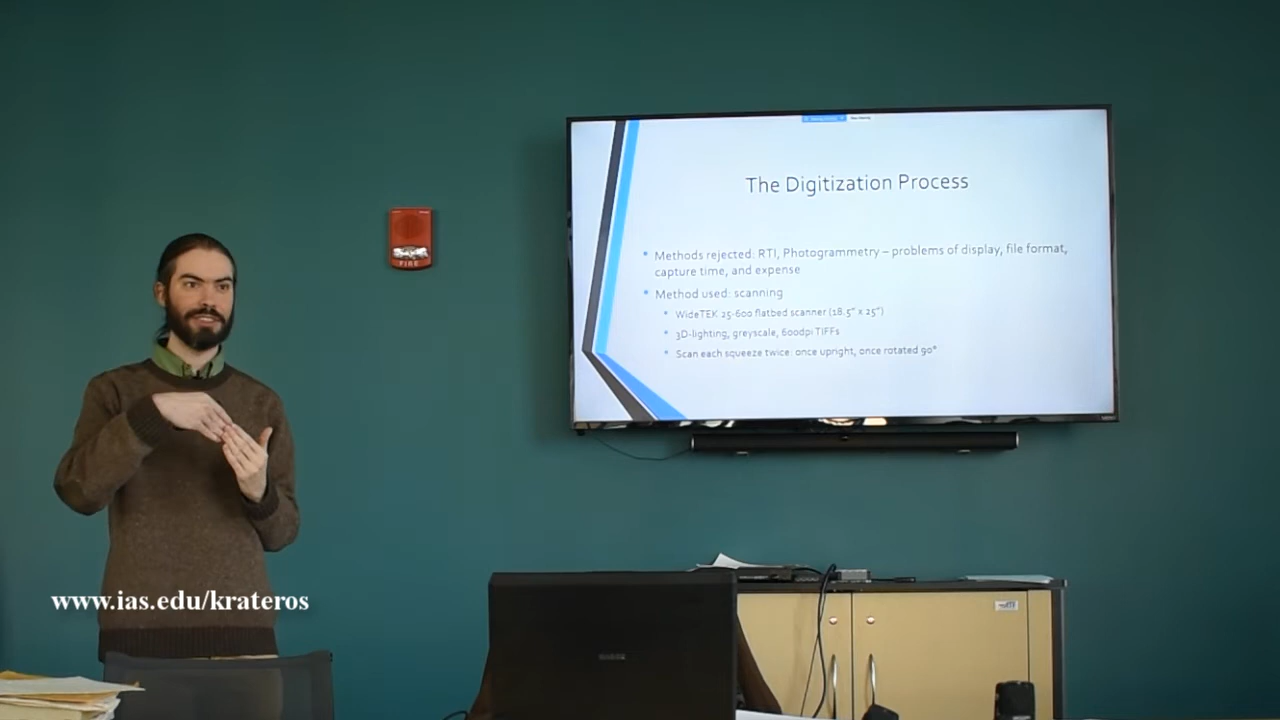 The Digitization Process
Methods rejected: RTI, Photogrammetry – problems of display, file format,
capture time, and expense
Method used: scanning
WideTEK 25-600 flatbed scanner (18.5" x 25")
3D-lighting, greyscale, 600dpi TIFFs
Scan each squeeze twice: once upright, once rotated 90°
FIRE
www.ias.edu/krateros